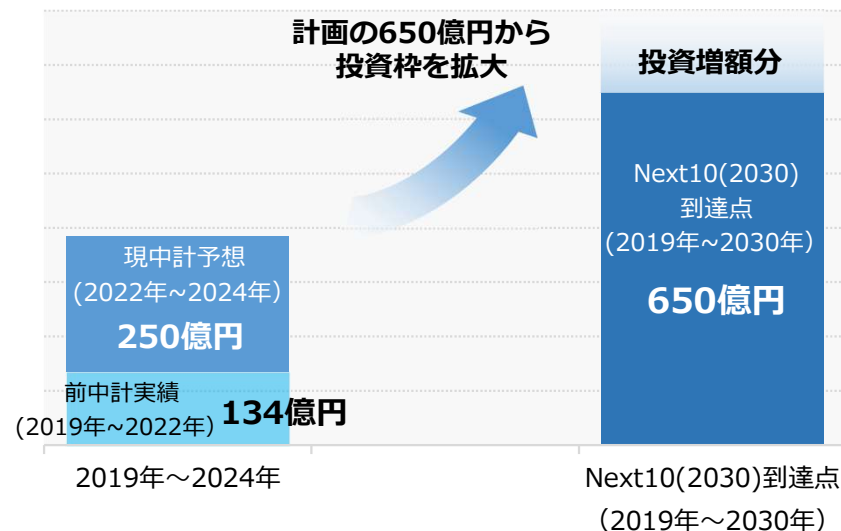 計画の650億円から
投資枠を拡大
投資増額分
Next10(2030)
到達点
(2019年~2030年)
650億円
現中計予想
(2022年~2024年)
250億円
前中計実績
(2019年~2022年)
134億円
2019年～2024年
Next10(2030)到達点
（2019年～2030年）